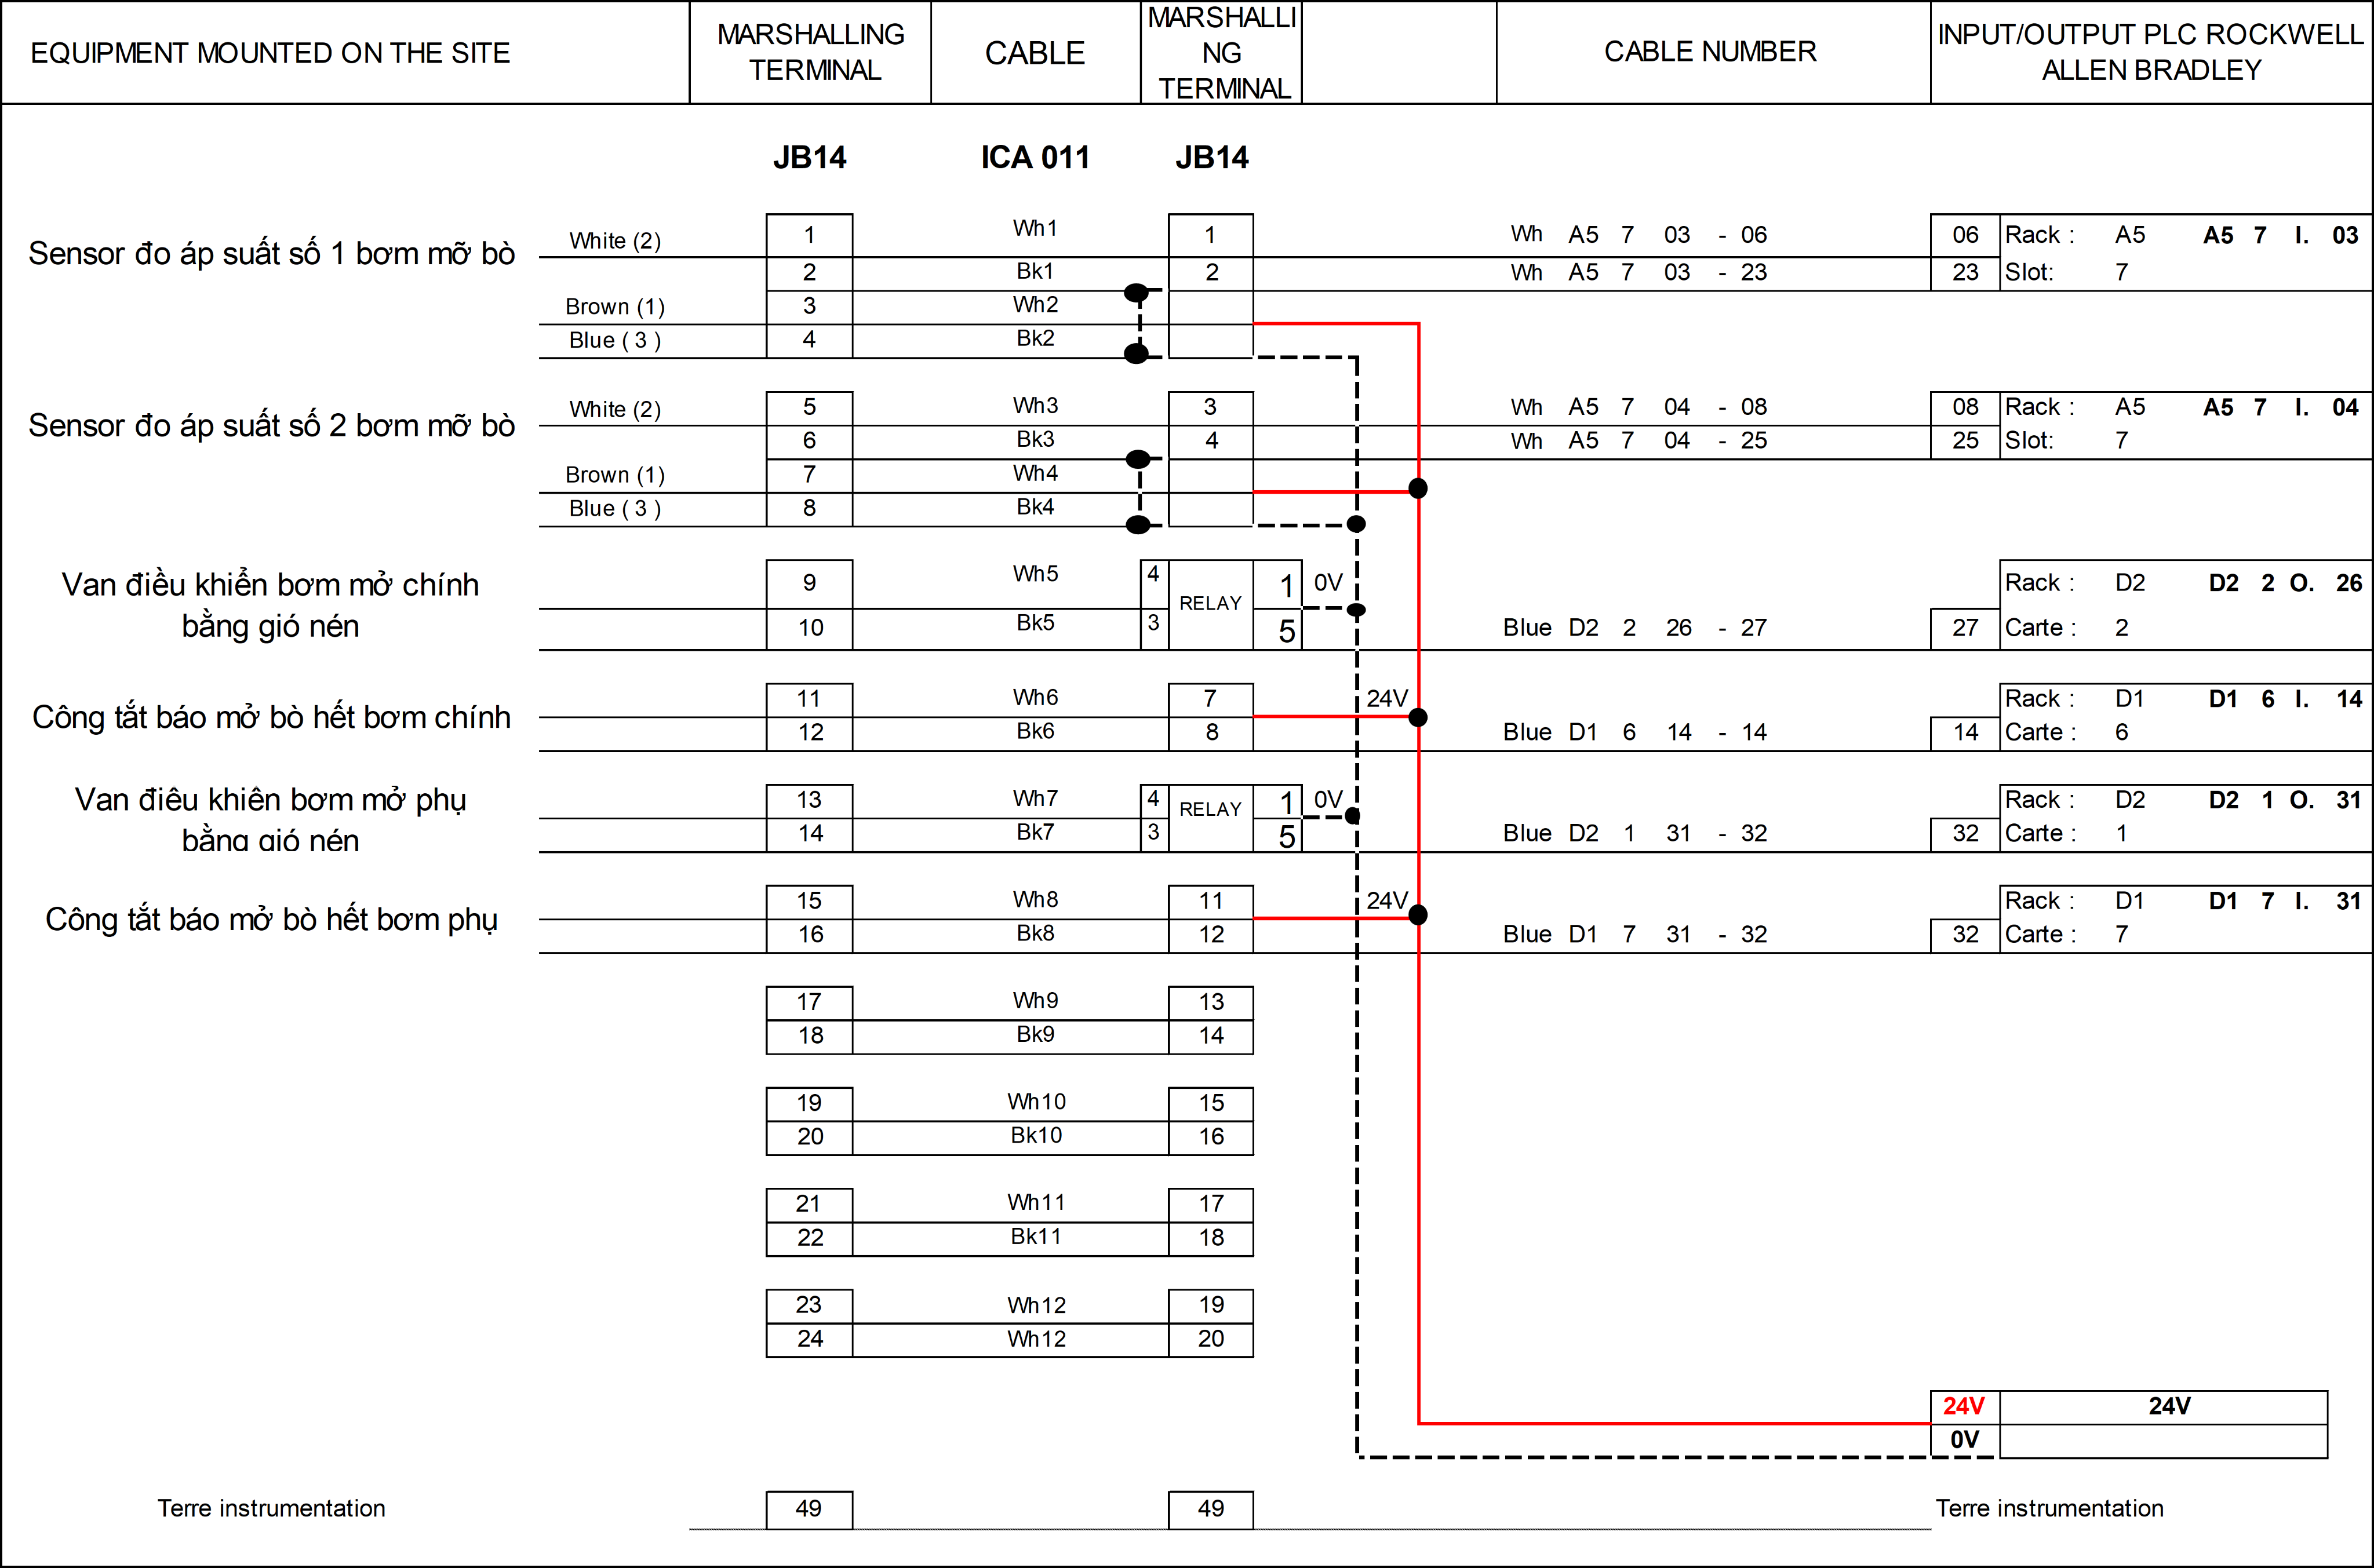 EQUIPMENT MOUNTED ON THE SITE
MARSHALLING
TERMINAL
CABLE
MARSHALLI
NG
TERMINAL
CABLE NUMBER
INPUT/OUTPUT PLC ROCKWELL
ALLEN BRADLEY
JB14 ICA 011 JB14
Sensor đo áp suất số 1 bơm mỡ bò
White (2) 1 Wh1 1 Wh A5 7 03 - 06 06 Rack : A5 A5 7 I. 03
2 Bk1 2 Wh A5 7 03 - 23 23 Slot: 7
Brown (1) 3 Wh2
Blue ( 3 ) 4 Bk2
Sensor đo áp suất số 2 bơm mỡ bò
White (2) 5 Wh3 3 Wh A5 7 04 - 08 08 Rack : A5 A5 7 I. 04
6 Bk3 4 Wh A5 7 04 - 25 25 Slot: 7
Brown (1) 7 Wh4
Blue ( 3 ) 8 Bk4
Van điều khiển bơm mở chính
bằng gió nén
9 Wh5 4 RELAY 1 0V Rack : D2 D2 2 O. 26
10 Bk5 3 5 Blue D2 2 26 - 27 27 Carte : 2
Công tắt báo mở bò hết bơm chính
11 Wh6 7 24V Rack : D1 D1 6 I. 14
12 Bk6 8 Blue D1 6 14 - 14 14 Carte : 6
Van điêu khiên bơm mở phụ
bằng gió nén
13 Wh7 4 RELAY 1 0V Rack : D2 D2 1 O. 31
14 Bk7 3 5 Blue D2 1 31 - 32 32 Carte : 1
Công tắt báo mở bò hết bơm phụ
15 Wh8 11 24V Rack : D1 D1 7 I. 31
16 Bk8 12 Blue D1 7 31 - 32 32 Carte : 7
17 Wh9 13
18 Bk9 14
19 Wh10 15
20 Bk10 16
21 Wh11 17
22 Bk11 18
23 Wh12 19
24 Wh12 20
24V 24V
0V
Terre instrumentation 49 49 Terre instrumentation